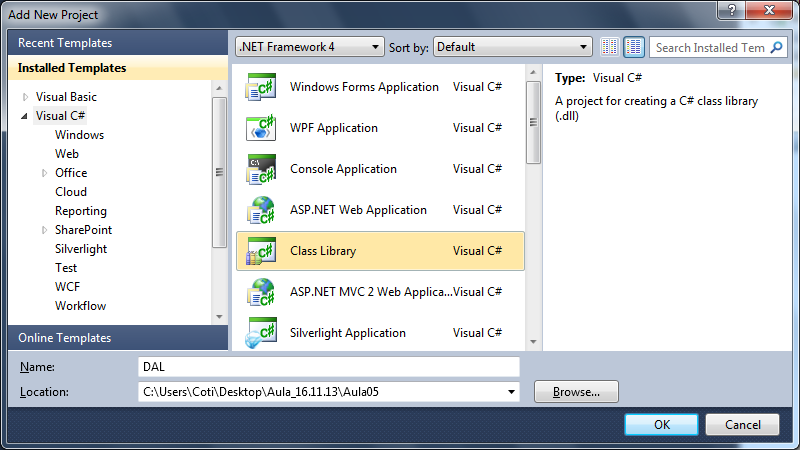 Add New Project
Recent Templates
Installed Templates
Visual Basic
Visual C#
Windows
Web
Office
Cloud
Reporting
SharePoint
Silverlight
Test
WCF
Workflow
Online Templates
.NET Framework 4
Sort by: Default
Search Installed Tem
Windows Forms Application Visual C#
WPF Application Visual C#
Console Application Visual C#
ASP.NET Web Application Visual C#
Class Library Visual C#
ASP.NET MVC 2 Web Applica... Visual C#
Silverlight Application Visual C#
Type: Visual C#
A project for creating a C# class library
(.dll)
Name: DAL
Location: C:\Users\Coti\Desktop\Aula_16.11.13\Aula05
Browse...
OK Cancel